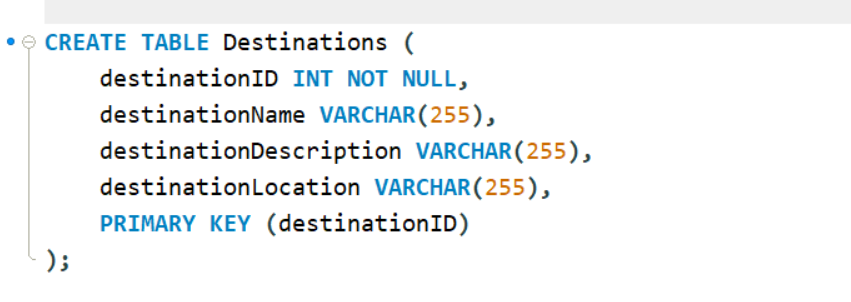 CREATE TABLE Destinations (
    destinationID INT NOT NULL,
    destinationName VARCHAR(255),
    destinationDescription VARCHAR(255),
    destinationLocation VARCHAR(255),
    PRIMARY KEY (destinationID)
);